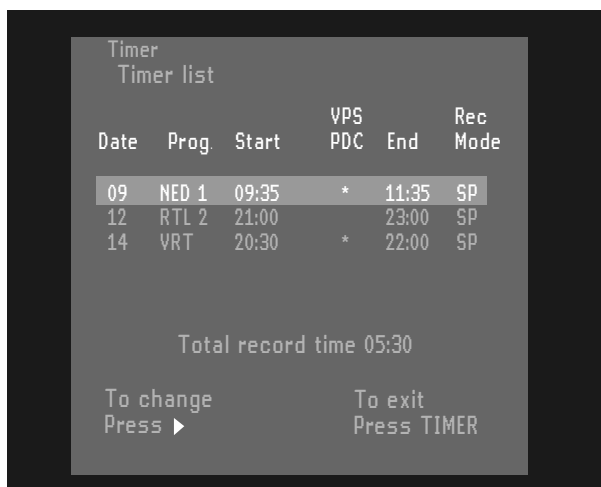 Timer
Timer list
VPS Rec
Date Prog. Start PDC End Mode
09 NED 1 09:35 * 11:35 SP
12 RTL 2 21:00 23:00 SP
14 VRT 20:30 * 22:00 SP
Total record time 05:30
To change To exit
Press ▶ Press TIMER